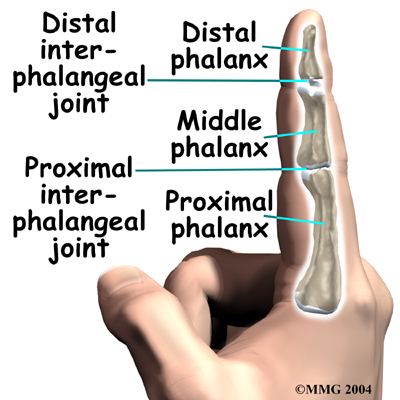 Distal
inter-
phalangeal
joint
Distal
phalanx
Middle
phalanx
Proximal
inter-
phalangeal
joint
Proximal
phalanx
©MMG 2004